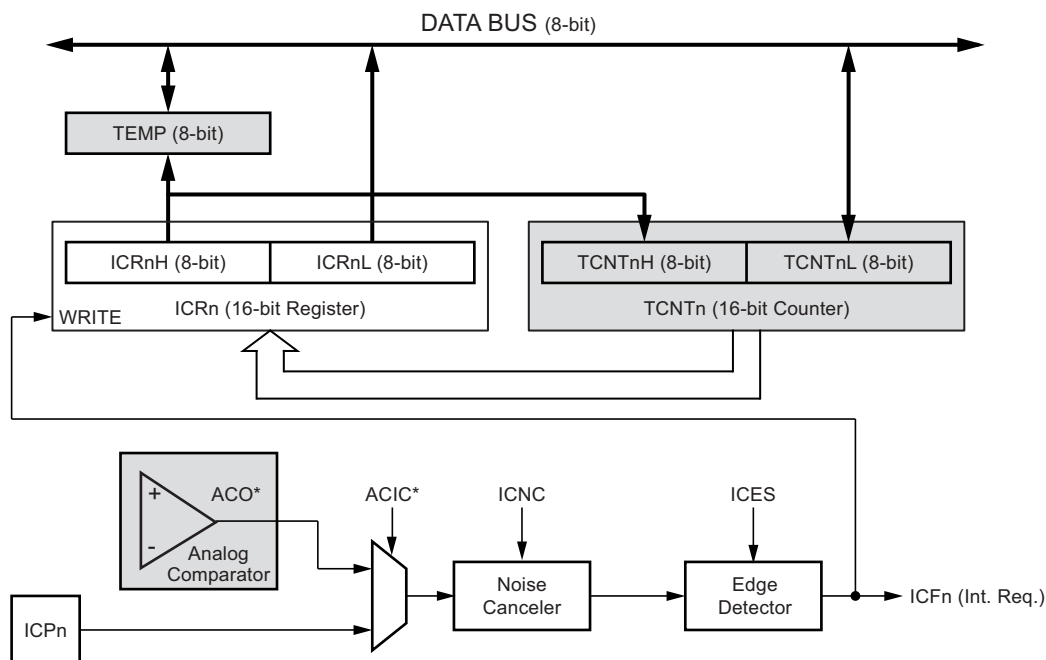 DATA BUS (8-bit)
TEMP (8-bit)
ICRnH (8-bit)
ICRnL (8-bit)
TCNTnH (8-bit)
TCNTnL (8-bit)
WRITE
ICRn (16-bit Register)
TCNTn (16-bit Counter)
+
-
ACO*
Analog
Comparator
ACIC*
ICNC
ICES
Noise
Canceler
Edge
Detector
ICFn (Int. Req.)
ICPn